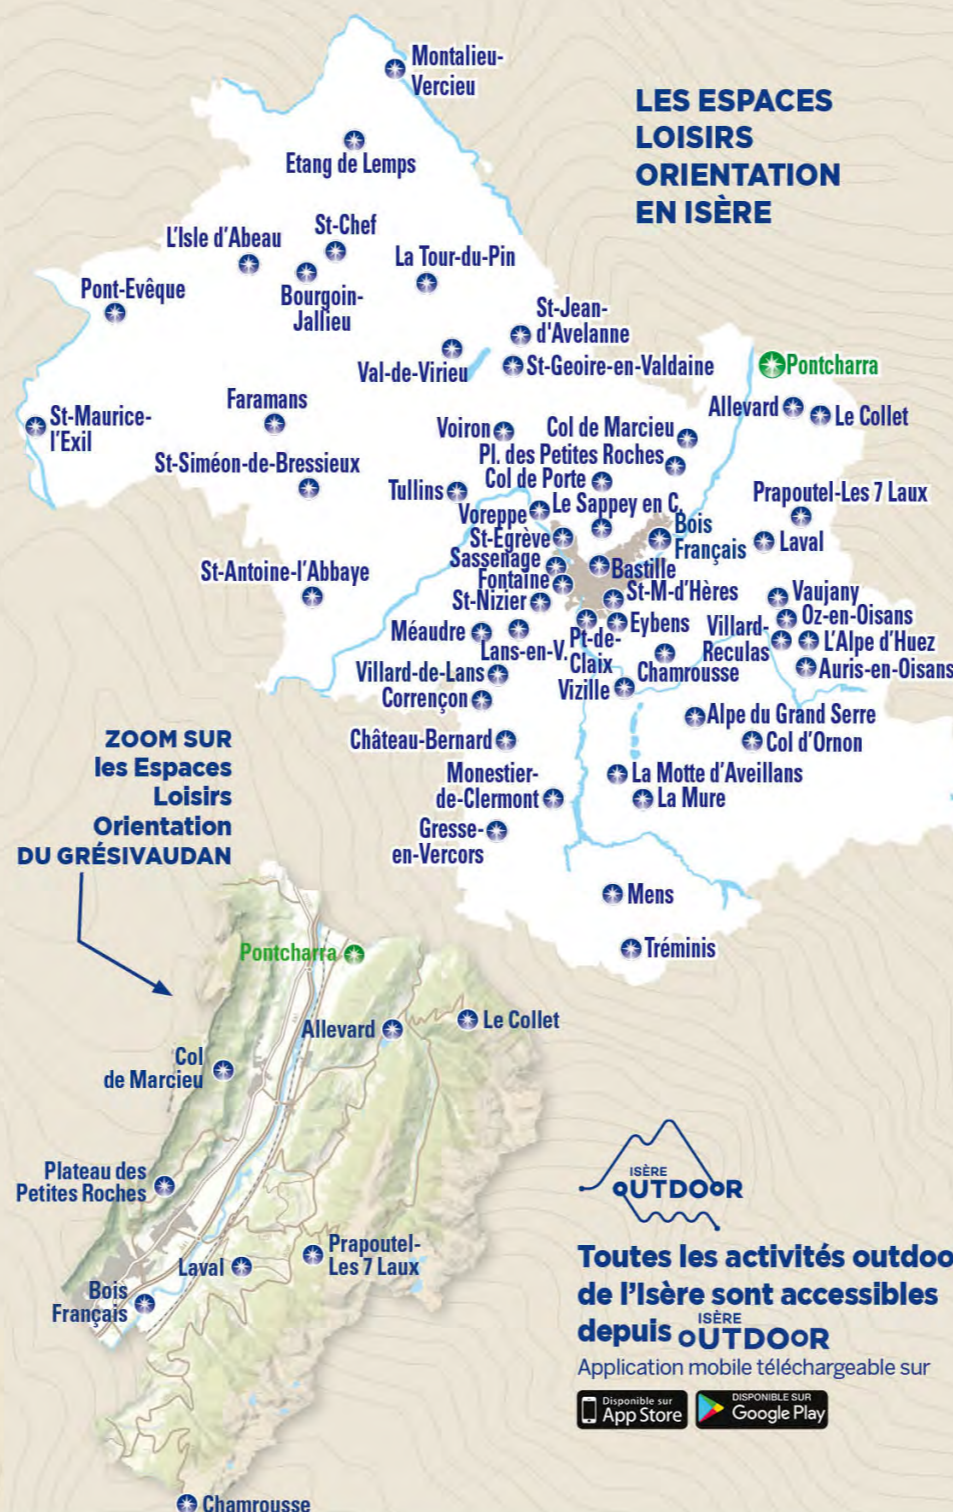 LES ESPACES
LOISIRS
ORIENTATION
EN ISÈRE
Montalieu-
Vercieu
Etang de Lemps
St-Chef
L'Isle d'Abeau
La Tour-du-Pin
Pont-Evêque
Bourgoin-
Jallieu
St-Jean-
d'Avelanne
Val-de-Virieu
St-Geoire-en-Valdaine
Pontcharra
Faramans
Allevard
Le Collet
St-Maurice-
l'Exil
Voiron
Col de Marcieu
St-Siméon-de-Bressieux
Pl. des Petites Roches
Col de Porte
Tullins
Prapoutel-Les 7 Laux
Voreppe
Le Sappey en C.
Bois
Français
St-Egrève
Laval
Sassenage
Bastille
St-Antoine-l'Abbaye
Fontaine
St-M-d'Hères
Vaujany
St-Nizier
Oz-en-Oisans
Méaudre
Lans-en-V.
Pt-de-
Claix
Eybens
Villard-
Reculas
L'Alpe d'Huez
Villard-de-Lans
Chamrousse
Auris-en-Oisans
Corrençon
Vizille
Alpe du Grand Serre
Château-Bernard
Col d'Ornon
Monestier-
de-Clermont
La Motte d'Aveillans
La Mure
Gresse-
en-Vercors
Mens
Tréminis
ZOOM SUR
les Espaces
Loisirs
Orientation
DU GRÉSIVAUDAN
Pontcharra
Allevard
Le Collet
Col
de Marcieu
Plateau des
Petites Roches
Prapoutel-
Les 7 Laux
Laval
Bois
Français
Chamrousse
ISÈRE
OUTDOOR
Toutes les activités outdoo
de l'Isère sont accessibles
depuis ISÈRE OUTDOOR
Application mobile téléchargeable sur
Disponible sur
App Store
DISPONIBLE SUR
Google Play